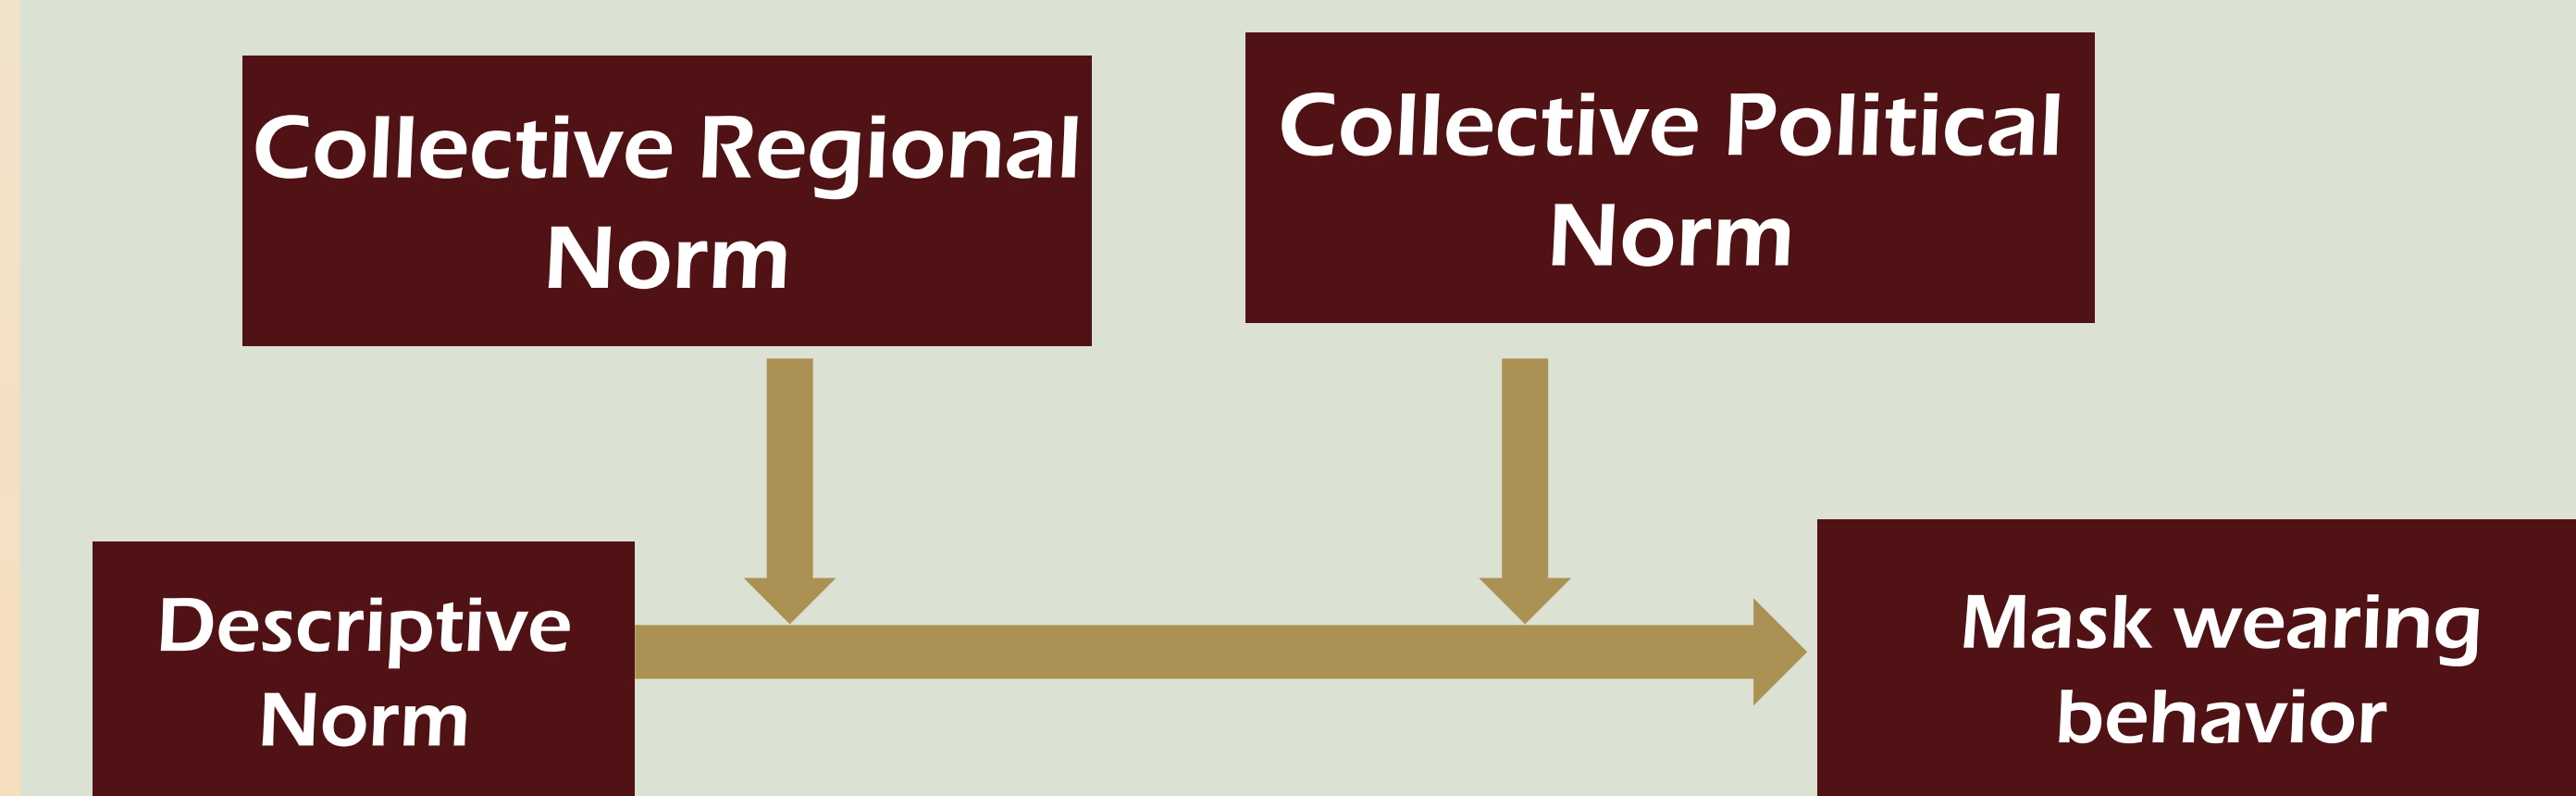 Collective Regional
Norm
Collective Political
Norm
Descriptive
Norm
Mask wearing
behavior